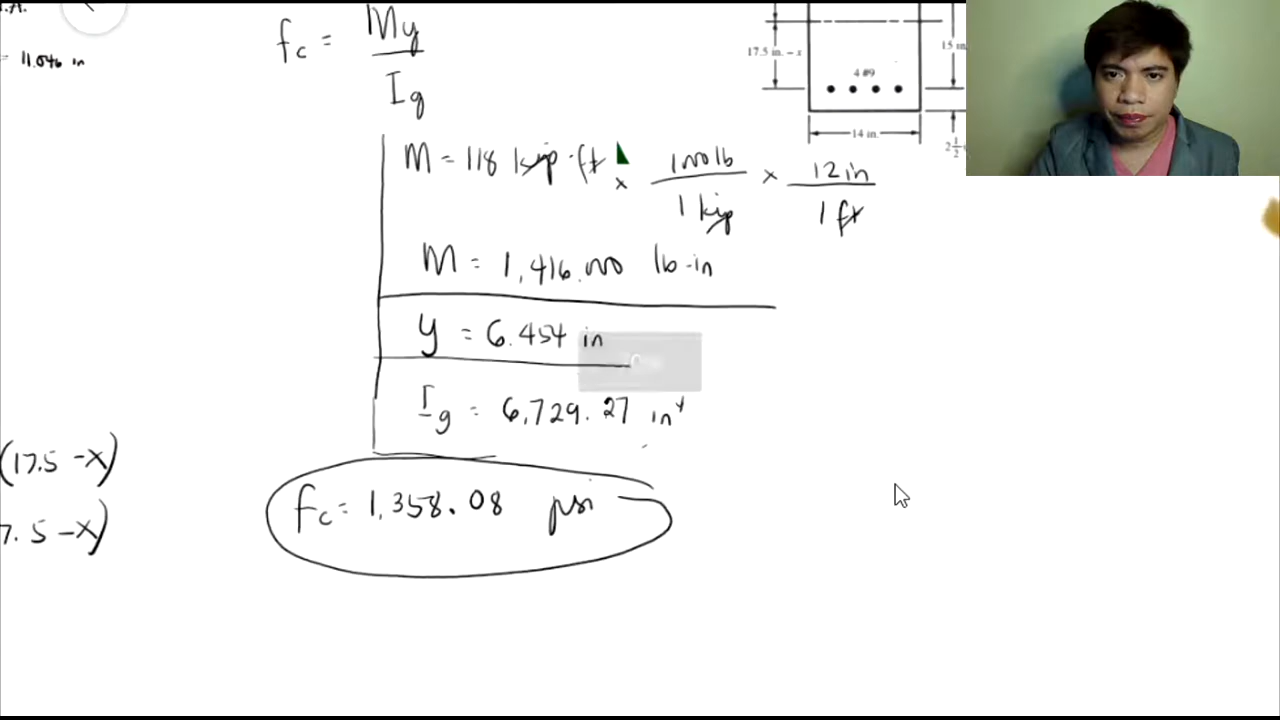 = 11.046 in
fc = My
Ig
17.5 in. – x
15 in
4 #9
14 in.
2 1/2
M = 118 kip·ft x 1000 lb x 12 in
1 kip 1 ft
M = 1,416,000 lb-in
y = 6.454 in
Ig = 6,729.27 in⁴
(17.5 -x)
7.5 -x)
fc = 1,358.08 psi